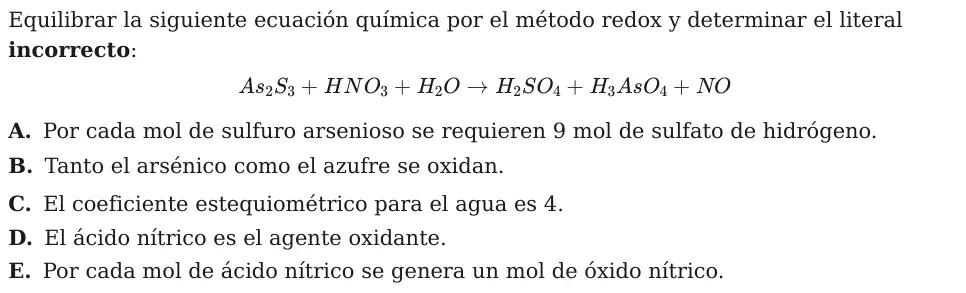 Equilibrar la siguiente ecuación química por el método redox y determinar el literal
incorrecto:
As₂S₃ + HNO₃ + H₂O → H₂SO₄ + H₃AsO₄ + NO
A. Por cada mol de sulfuro arsenioso se requieren 9 mol de sulfato de hidrógeno.
B. Tanto el arsénico como el azufre se oxidan.
C. El coeficiente estequiométrico para el agua es 4.
D. El ácido nítrico es el agente oxidante.
E. Por cada mol de ácido nítrico se genera un mol de óxido nítrico.